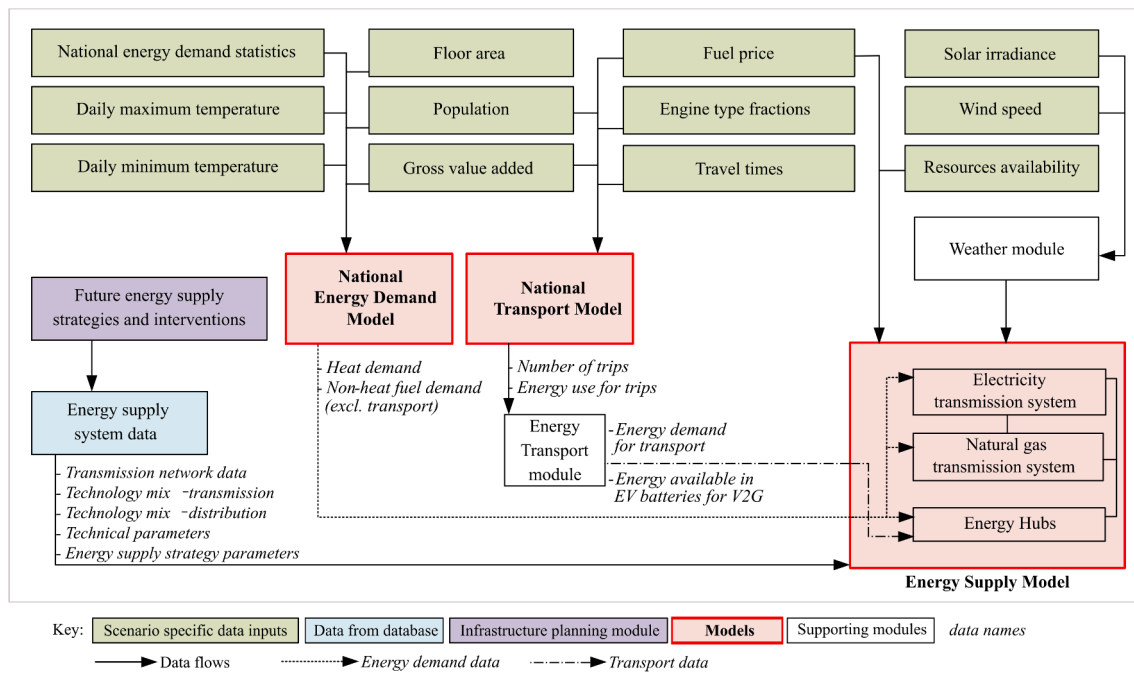 National energy demand statistics
Floor area
Fuel price
Solar irradiance
Daily maximum temperature
Population
Engine type fractions
Wind speed
Daily minimum temperature
Gross value added
Travel times
Resources availability
Weather module
National
Energy Demand
Model
National
Transport Model
Future energy supply
strategies and interventions
- Heat demand
- Non-heat fuel demand
(excl. transport)
- Number of trips
- Energy use for trips
Energy supply
system data
Energy
Transport
module
- Energy demand
for transport
- Energy available in
EV batteries for V2G
Electricity
transmission system
Natural gas
transmission system
Energy Hubs
Energy Supply Model
- Transmission network data
- Technology mix -transmission
- Technology mix -distribution
- Technical parameters
- Energy supply strategy parameters
Key:
Scenario specific data inputs
Data from database
Infrastructure planning module
Models
Supporting modules
data names
Data flows
Energy demand data
Transport data